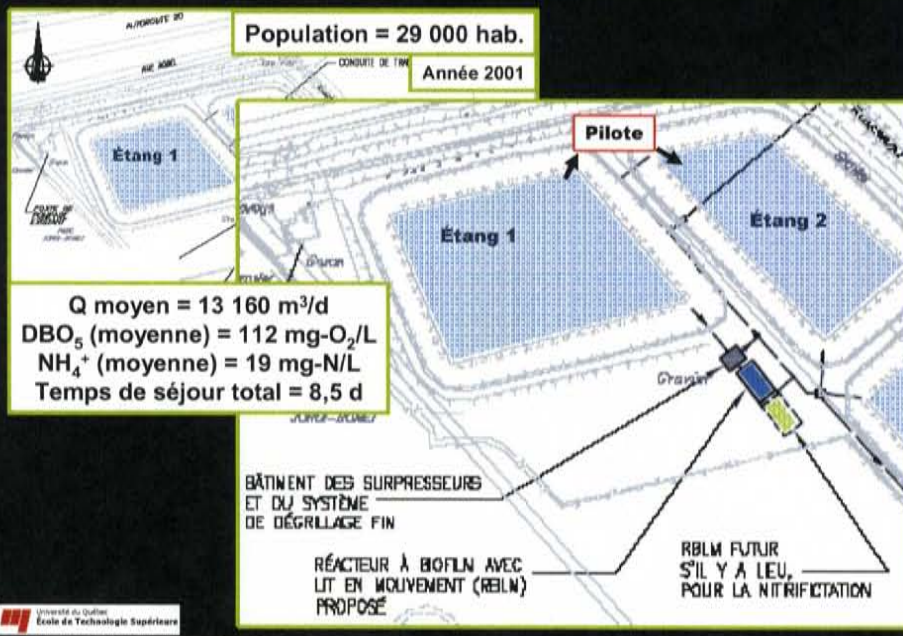 AUTOROUTE 20
Population = 29 000 hab.
Année 2001
Étang 1
Pilote
Étang 1
Étang 2
Q moyen = 13 160 m³/d
DBO₅ (moyenne) = 112 mg-O₂/L
NH₄⁺ (moyenne) = 19 mg-N/L
Temps de séjour total = 8,5 d
Gravier
BÂTIMENT DES SURPRESSEURS
ET DU SYSTÈME
DE DÉGRILLAGE FIN
RÉACTEUR À BIOFILM AVEC
LIT EN MOUVEMENT (RBLM)
PROPOSÉ
RBLM FUTUR
S'IL Y A LEU,
POUR LA NITRIFICTATION
Université du Québec
École de Technologie Supérieure